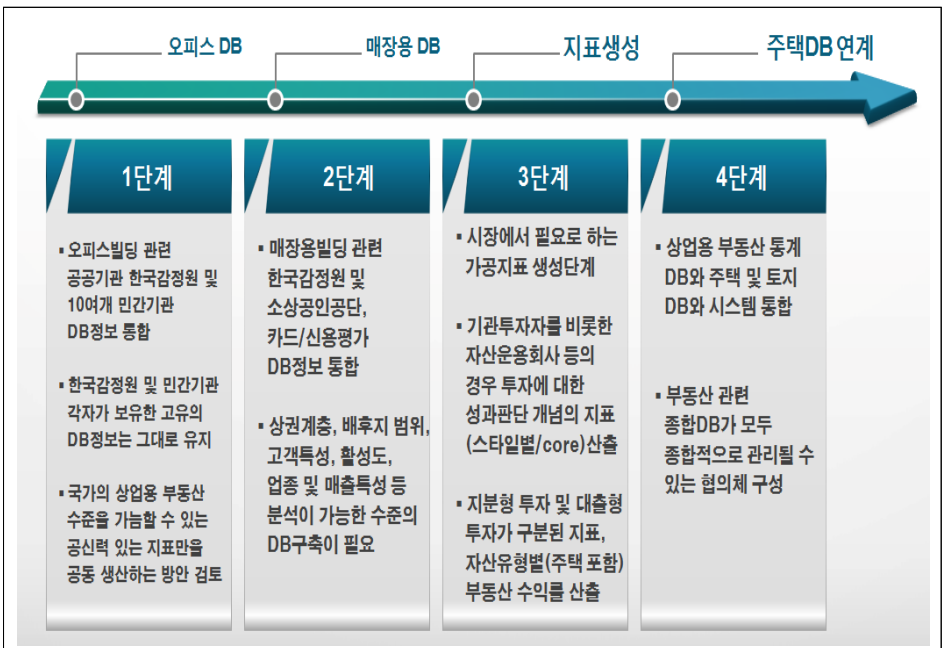 오피스 DB
매장용 DB
지표생성
주택DB 연계
1단계
▪ 오피스빌딩 관련
공공기관 한국감정원 및
10여개 민간기관
DB정보 통합
▪ 한국감정원 및 민간기관
각자가 보유한 고유의
DB정보는 그대로 유지
▪ 국가의 상업용 부동산
수준을 가늠할 수 있는
공신력 있는 지표만을
공동 생산하는 방안 검토
2단계
▪ 매장용빌딩 관련
한국감정원 및
소상공인공단,
카드/신용평가
DB정보 통합
▪ 상권계층, 배후지 범위,
고객특성, 활성도,
업종 및 매출특성 등
분석이 가능한 수준의
DB구축이 필요
3단계
▪ 시장에서 필요로 하는
가공지표 생성단계
▪ 기관투자자를 비롯한
자산운용회사 등의
경우 투자에 대한
성과판단 개념의 지표
(스타일별/core)산출
▪ 지분형 투자 및 대출형
투자가 구분된 지표,
자산유형별(주택 포함)
부동산 수익률 산출
4단계
▪ 상업용 부동산 통계
DB와 주택 및 토지
DB와 시스템 통합
▪ 부동산 관련
종합DB가 모두
종합적으로 관리될 수
있는 협의체 구성